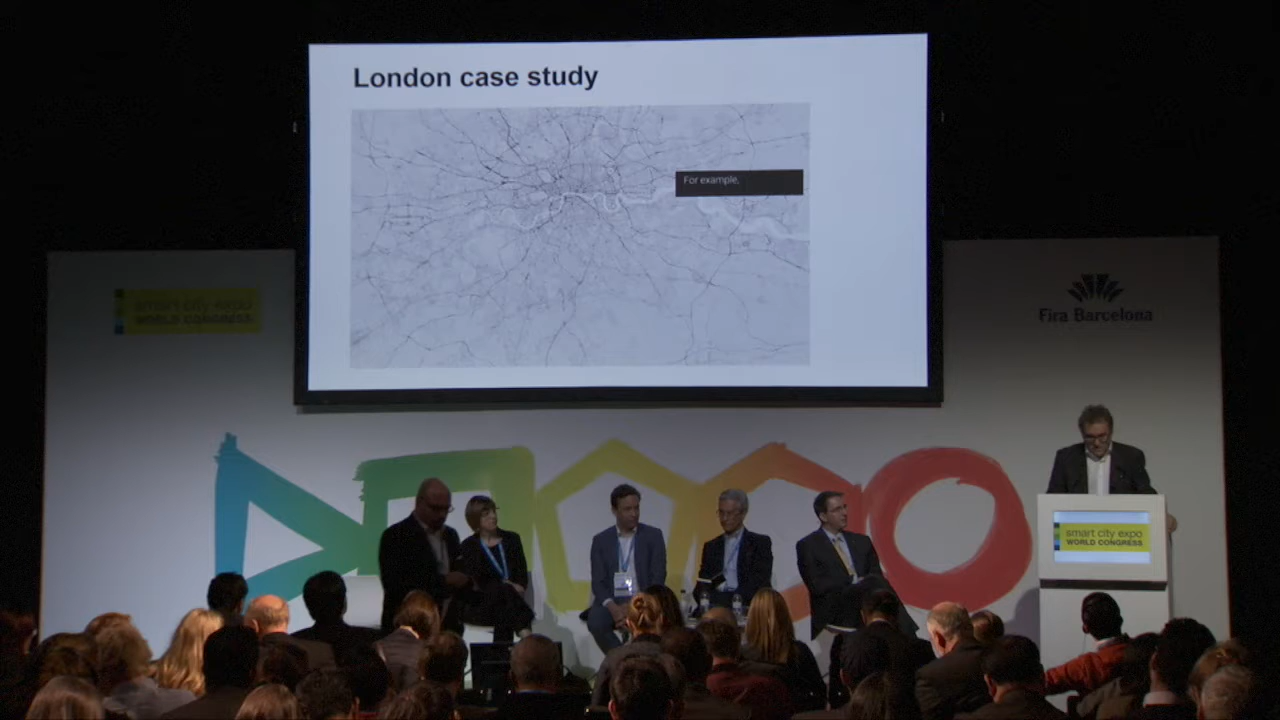 London case study
For example,
smart city expo
WORLD CONGRESS
Fira Barcelona
smart city expo
WORLD CONGRESS